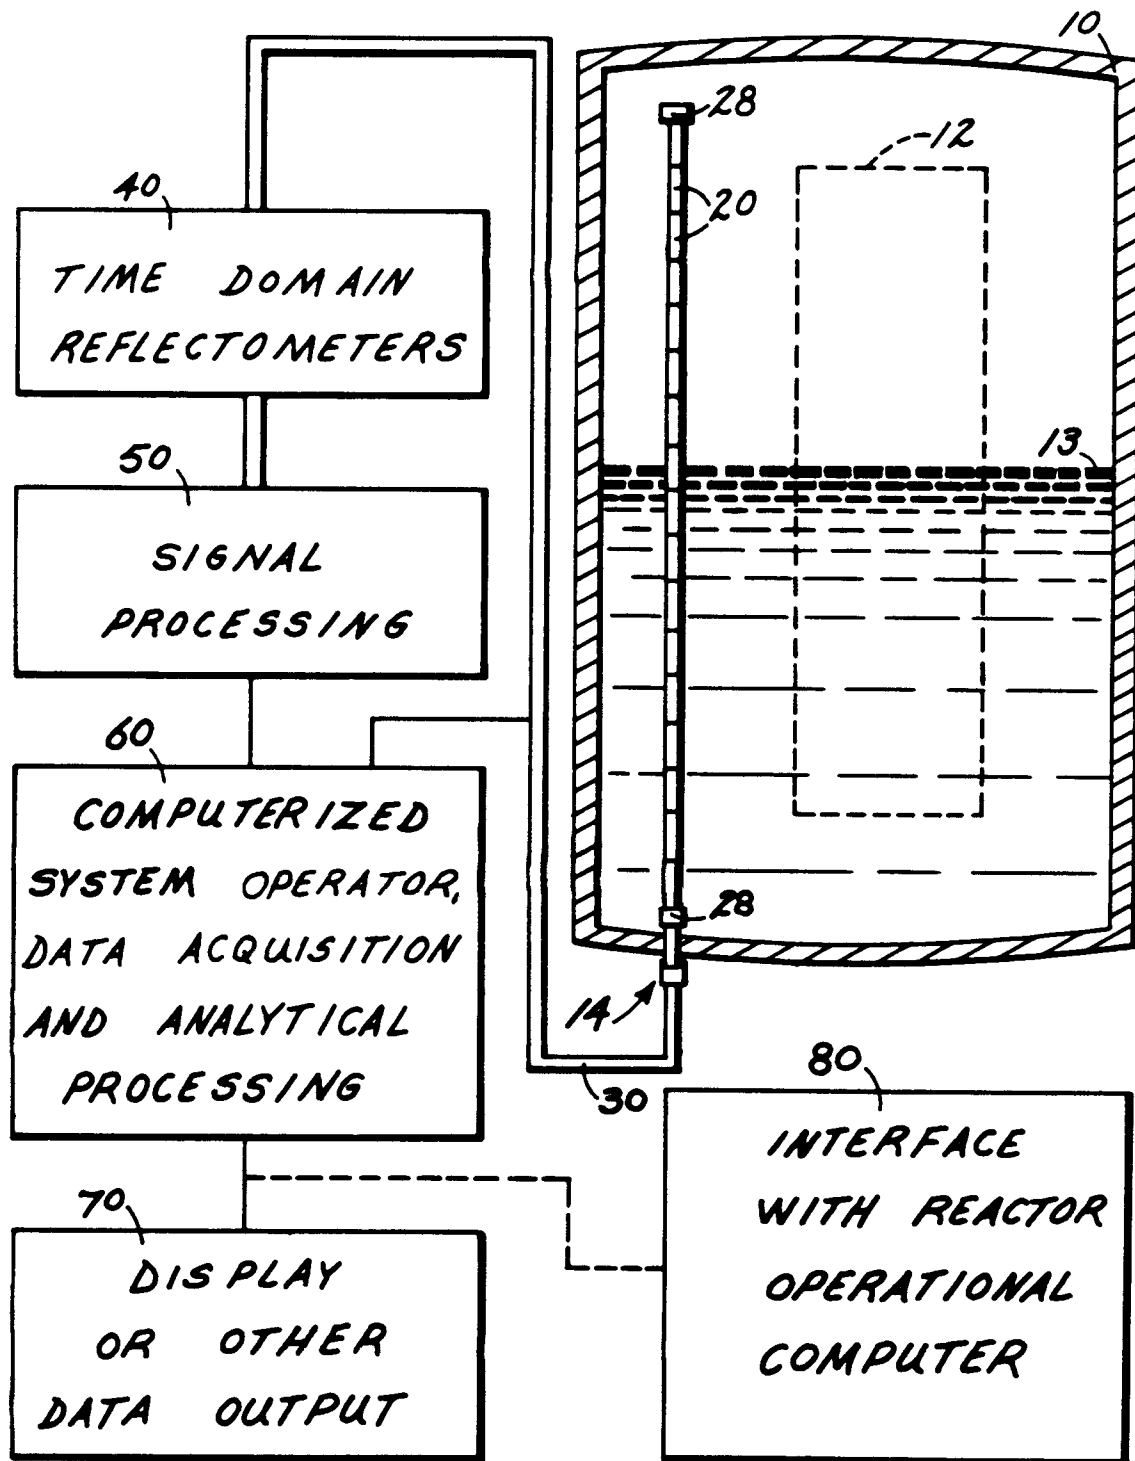 10
28
12
20
40
TIME DOMAIN
REFLECTOMETERS
13
50
SIGNAL
PROCESSING
60
COMPUTERIZED
SYSTEM OPERATOR,
DATA ACQUISITION
AND ANALYTICAL
PROCESSING
28
14
30
80
INTERFACE
WITH REACTOR
OPERATIONAL
COMPUTER
70
DISPLAY
OR OTHER
DATA OUTPUT